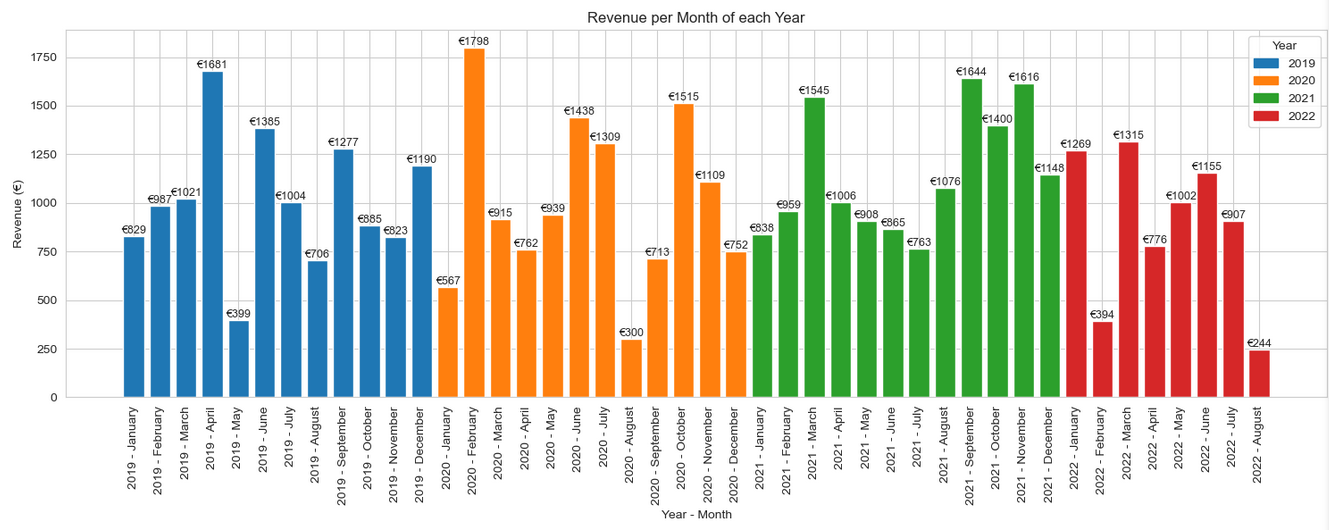 Revenue per Month of each Year
Revenue (€)
1750
1500
1250
1000
750
500
250
0
€829
€987
€1021
€1681
€399
€1385
€1004
€706
€1277
€885
€823
€1190
€567
€1798
€915
€762
€939
€1438
€1309
€300
€713
€1515
€1109
€752
€838
€959
€1545
€1006
€908
€865
€763
€1076
€1644
€1400
€1616
€1148
€1269
€394
€1315
€776
€1002
€1155
€907
€244
Year
2019
2020
2021
2022
2019 - January
2019 - February
2019 - March
2019 - April
2019 - May
2019 - June
2019 - July
2019 - August
2019 - September
2019 - October
2019 - November
2019 - December
2020 - January
2020 - February
2020 - March
2020 - April
2020 - May
2020 - June
2020 - July
2020 - August
2020 - September
2020 - October
2020 - November
2020 - December
2021 - January
2021 - February
2021 - March
2021 - April
2021 - May
2021 - June
2021 - July
2021 - August
2021 - September
2021 - October
2021 - November
2021 - December
2022 - January
2022 - February
2022 - March
2022 - April
2022 - May
2022 - June
2022 - July
2022 - August
Year - Month